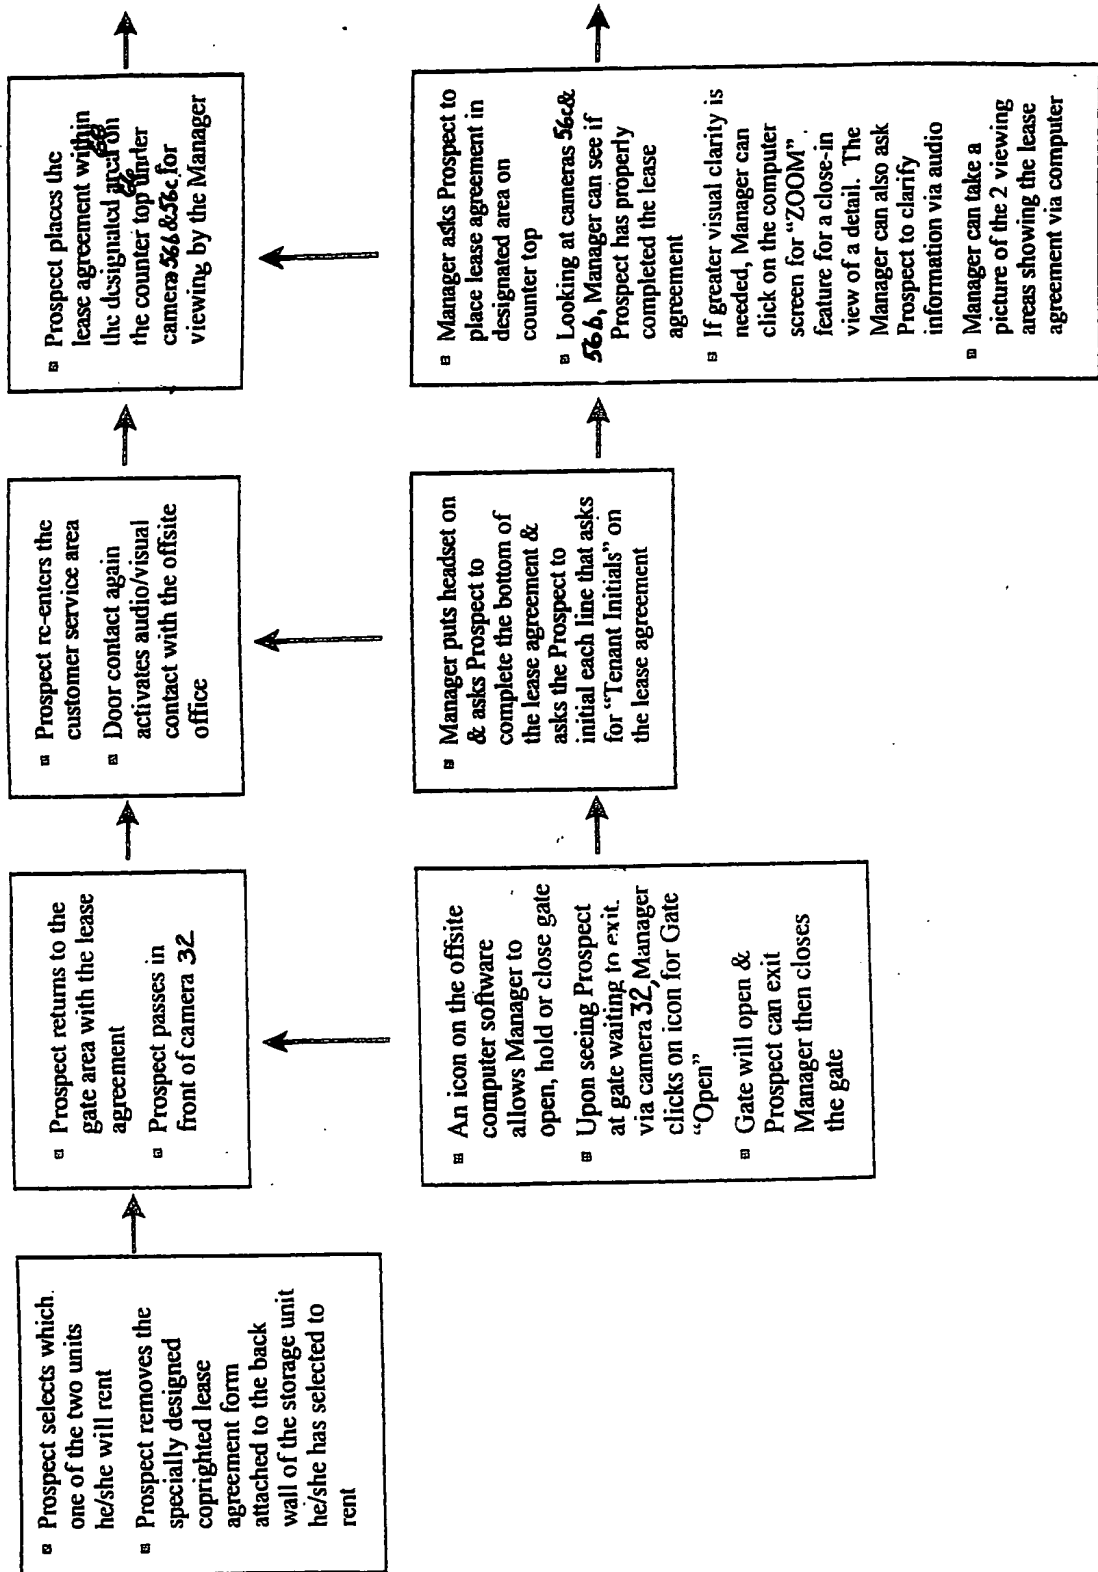 Prospect selects which
one of the two units
he/she will rent
Prospect removes the
specially designed
coprighted lease
agreement form
attached to the back
wall of the storage unit
he/she has selected to
rent
Prospect returns to the
gate area with the lease
agreement
Prospect passes in
front of camera 32
Prospect re-enters the
customer service area
Door contact again
activates audio/visual
contact with the offsite
office
Prospect places the
lease agreement within
the designated area on
the counter top under
camera 56b & 56c for
viewing by the Manager
An icon on the offsite
computer software
allows Manager to
open, hold or close gate
Upon seeing Prospect
at gate waiting to exit.
via camera 32, Manager
clicks on icon for Gate
“Open”
Gate will open &
Prospect can exit
Manager then closes
the gate
Manager puts headset on
& asks Prospect to
complete the bottom of
the lease agreement &
asks the Prospect to
initial each line that asks
for “Tenant Initials” on
the lease agreement
Manager asks Prospect to
place lease agreement in
designated area on
counter top
Looking at cameras 56c &
56b, Manager can see if
Prospect has properly
completed the lease
agreement
If greater visual clarity is
needed, Manager can
click on the computer
screen for “ZOOM”
feature for a close-in
view of a detail. The
Manager can also ask
Prospect to clarify
information via audio
Manager can take a
picture of the 2 viewing
areas showing the lease
agreement via computer